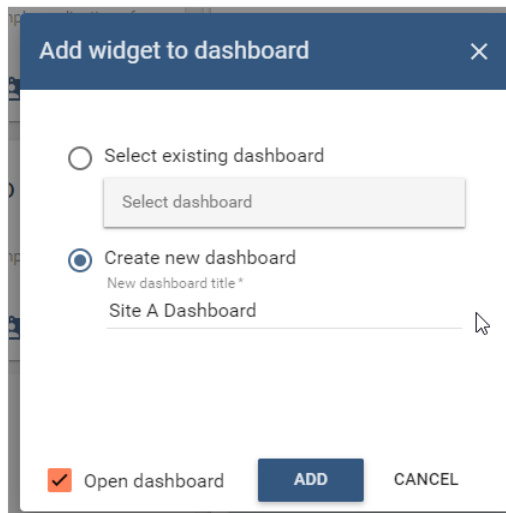 Add widget to dashboard
Select existing dashboard
Select dashboard
Create new dashboard
New dashboard title *
Site A Dashboard
Open dashboard
ADD
CANCEL